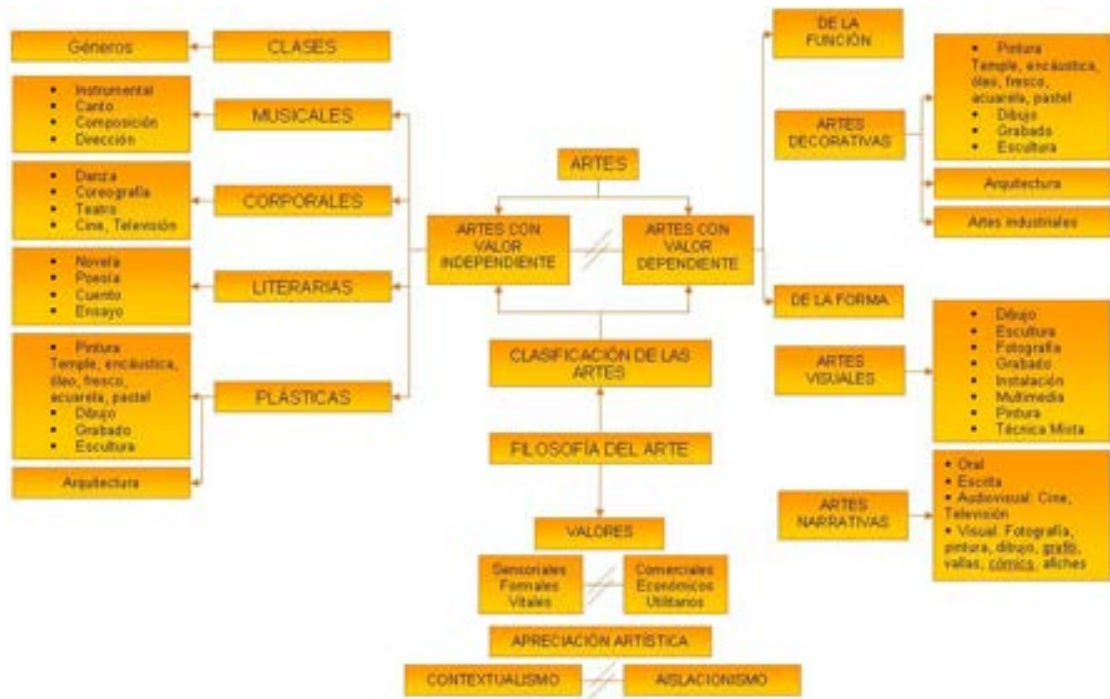 Géneros
CLASES
• Instrumental
• Canto
• Composición
• Dirección
MUSICALES
• Danza
• Coreografía
• Teatro
• Cine, Televisión
CORPORALES
• Novela
• Poesía
• Cuento
• Ensayo
LITERARIAS
• Pintura
Temple, encáustica,
óleo, fresco,
acuarela, pastel
• Dibujo
• Grabado
• Escultura
PLÁSTICAS
Arquitectura
ARTES
ARTES CON
VALOR
INDEPENDIENTE
ARTES CON
VALOR
DEPENDIENTE
CLASIFICACIÓN DE LAS
ARTES
FILOSOFÍA DEL ARTE
VALORES
Sensoriales
Formales
Vitales
Comerciales
Económicos
Utilitarios
APRECIACIÓN ARTÍSTICA
CONTEXTUALISMO
AISLACIONISMO
DE LA
FUNCIÓN
ARTES
DECORATIVAS
• Pintura
Temple, encáustica,
óleo, fresco,
acuarela, pastel
• Dibujo
• Grabado
• Escultura
Arquitectura
Artes industriales
DE LA FORMA
ARTES
VISUALES
• Dibujo
• Escultura
• Fotografía
• Grabado
• Instalación
• Multimedia
• Pintura
• Técnica Mixta
ARTES
NARRATIVAS
• Oral
• Escrita
• Audiovisual: Cine,
Televisión
• Visual: Fotografía,
pintura, dibujo, grafiti,
vallas, cómics, afiches